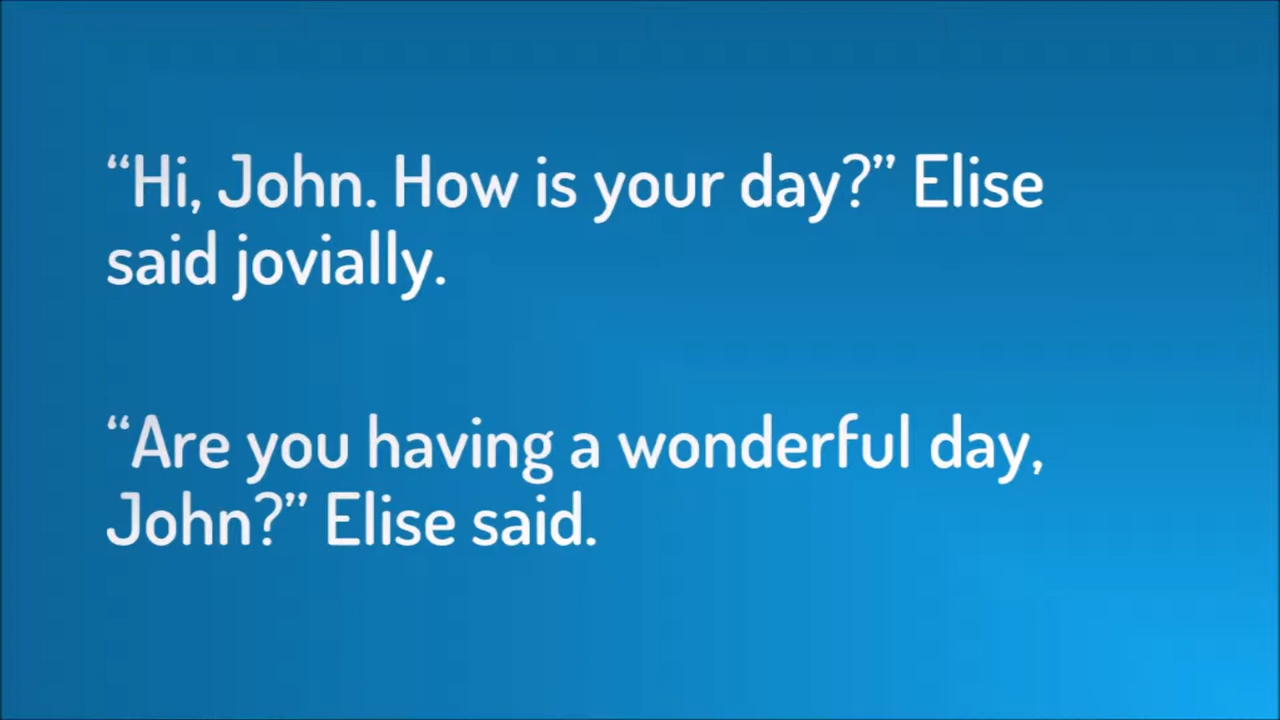 “Hi, John. How is your day?” Elise
said jovially.
“Are you having a wonderful day,
John?” Elise said.